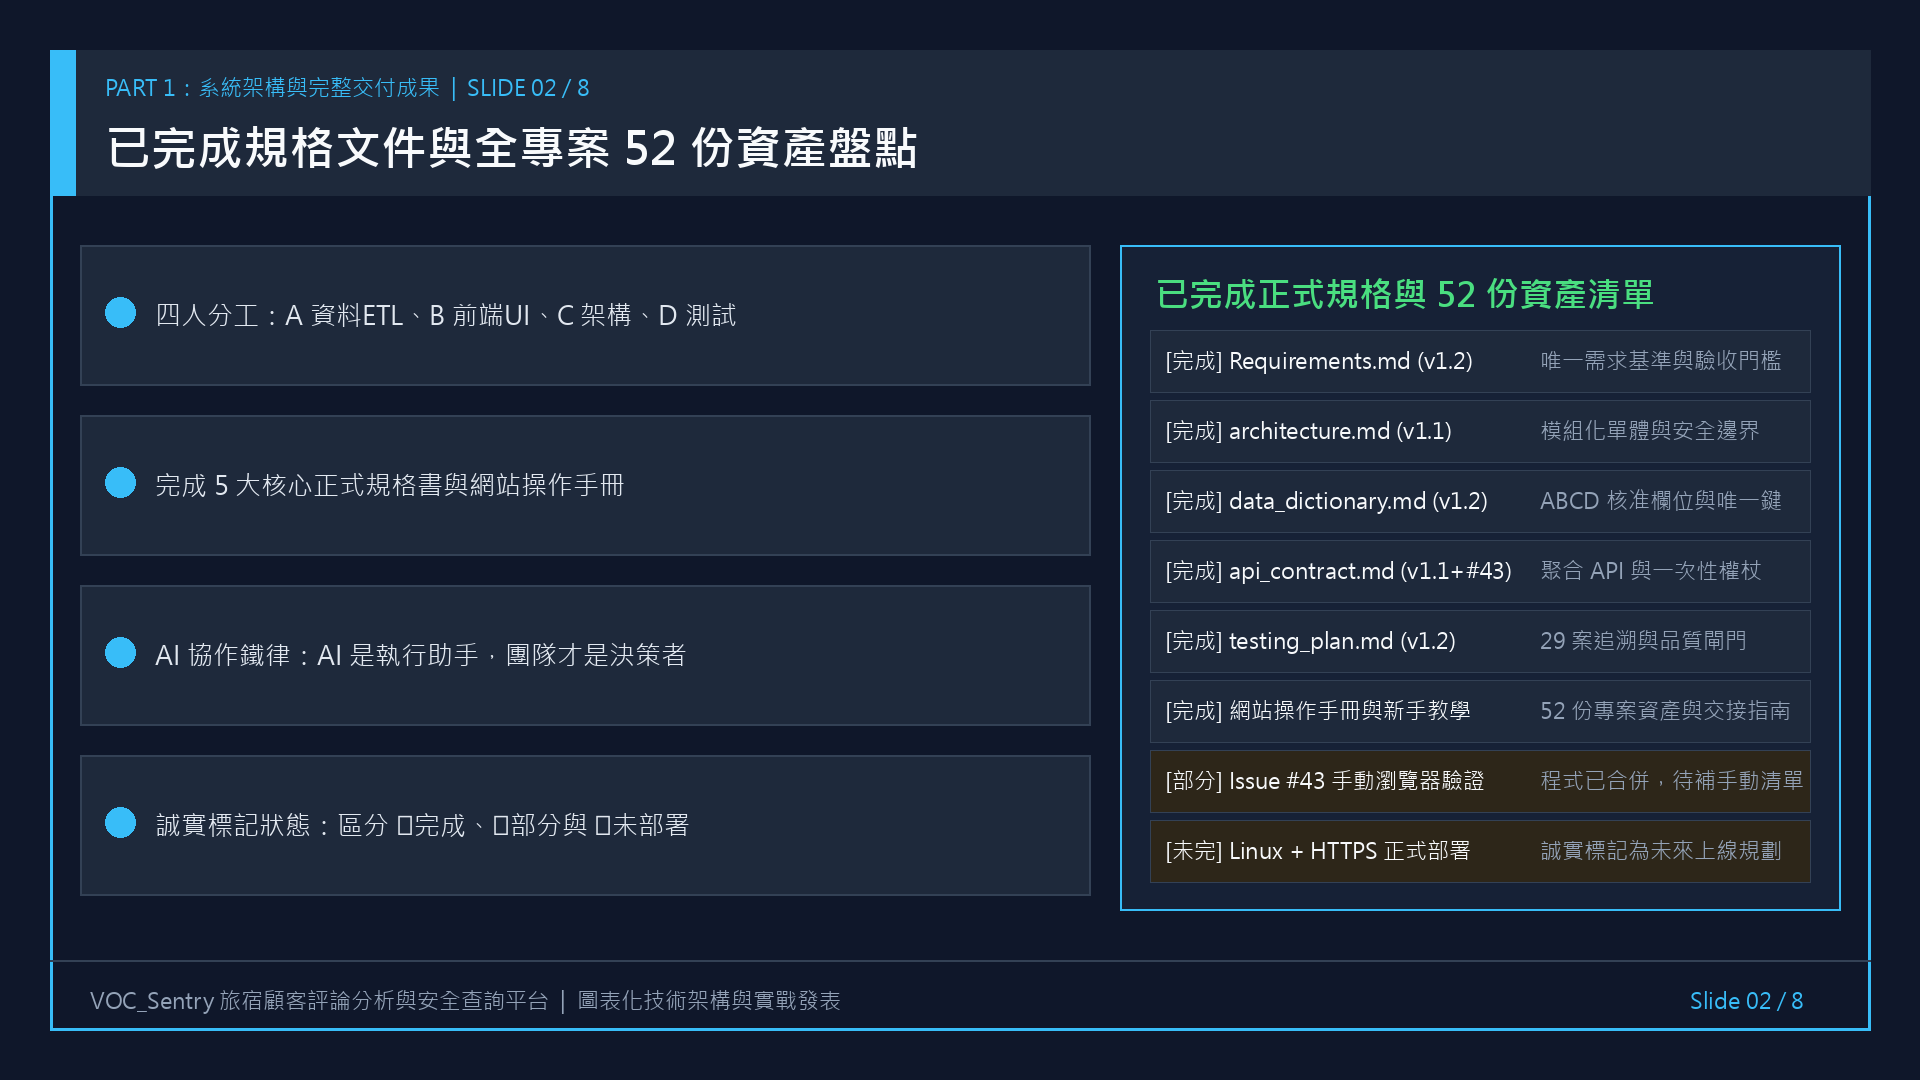 PART 1：系統架構與完整交付成果 | SLIDE 02 / 8
已完成規格文件與全專案 52 份資產盤點
四人分工：A 資料ETL、B 前端UI、C 架構、D 測試
完成 5 大核心正式規格書與網站操作手冊
AI 協作鐵律：AI 是執行助手，團隊才是決策者
誠實標記狀態：區分 □完成、□部分與 □未部署
已完成正式規格與 52 份資產清單
[完成] Requirements.md (v1.2) 唯一需求基準與驗收門檻
[完成] architecture.md (v1.1) 模組化單體與安全邊界
[完成] data_dictionary.md (v1.2) ABCD 核准欄位與唯一鍵
[完成] api_contract.md (v1.1+#43) 聚合 API 與一次性權杖
[完成] testing_plan.md (v1.2) 29 案追溯與品質閘門
[完成] 網站操作手冊與新手教學 52 份專案資產與交接指南
[部分] Issue #43 手動瀏覽器驗證 程式已合併，待補手動清單
[未完] Linux + HTTPS 正式部署 誠實標記為未來上線規劃
VOC_Sentry 旅宿顧客評論分析與安全查詢平台 | 圖表化技術架構與實戰發表
Slide 02 / 8